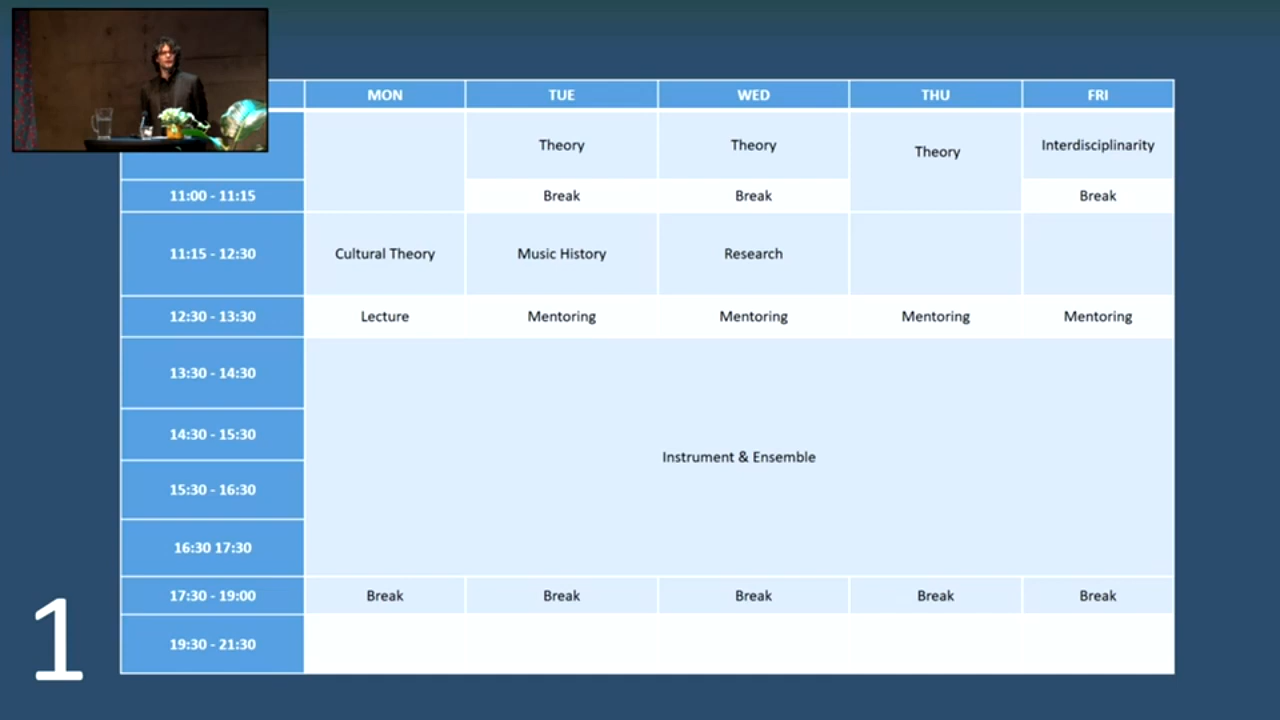 MON TUE WED THU FRI
Theory Theory Theory Interdisciplinarity
11:00 - 11:15 Break Break Break
11:15 - 12:30 Cultural Theory Music History Research
12:30 - 13:30 Lecture Mentoring Mentoring Mentoring Mentoring
13:30 - 14:30
14:30 - 15:30
Instrument & Ensemble
15:30 - 16:30
16:30 17:30
17:30 - 19:00 Break Break Break Break Break
19:30 - 21:30
1